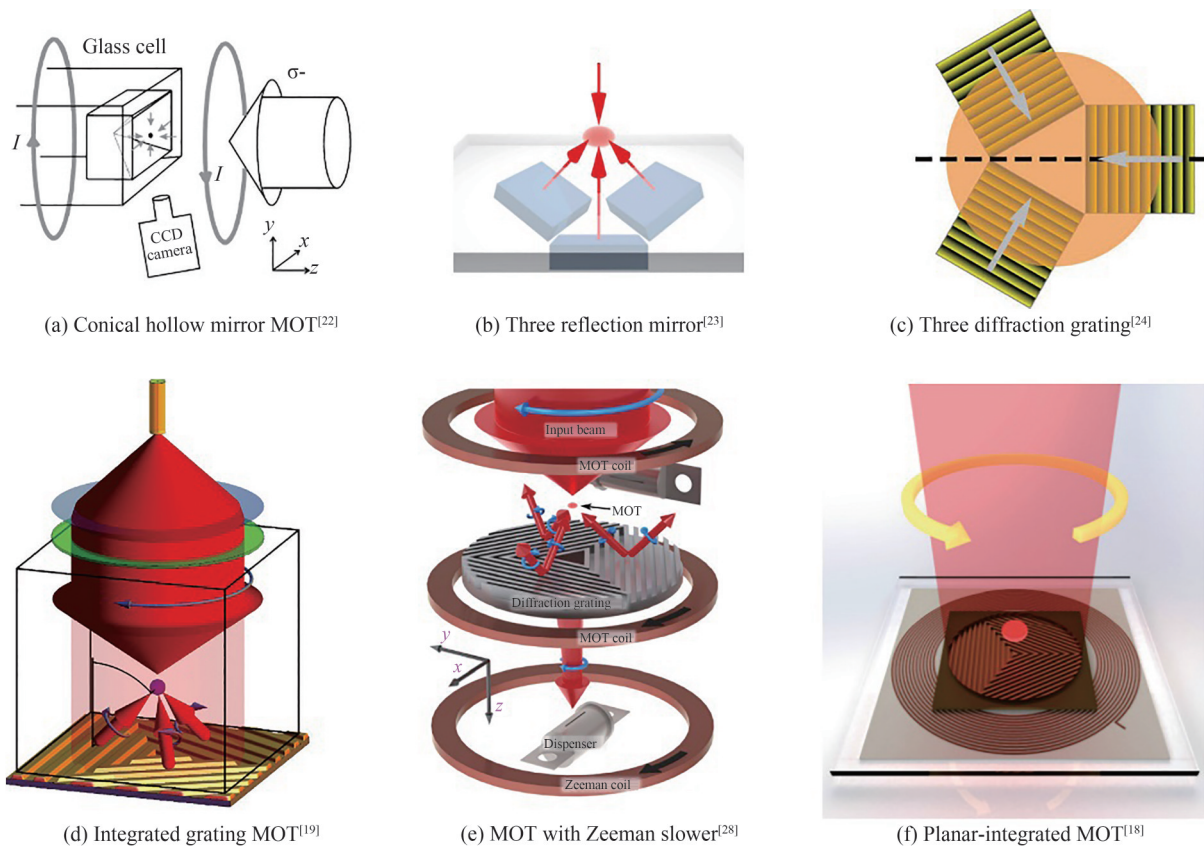 Glass cell
σ-
I
I
CCD
camera
y
x
z
(a) Conical hollow mirror MOT[22]
(b) Three reflection mirror[23]
(c) Three diffraction grating[24]
Input beam
MOT coil
MOT
Diffraction grating
MOT coil
y
x
z
Dispenser
Zeeman coil
(d) Integrated grating MOT[19]
(e) MOT with Zeeman slower[28]
(f) Planar-integrated MOT[18]